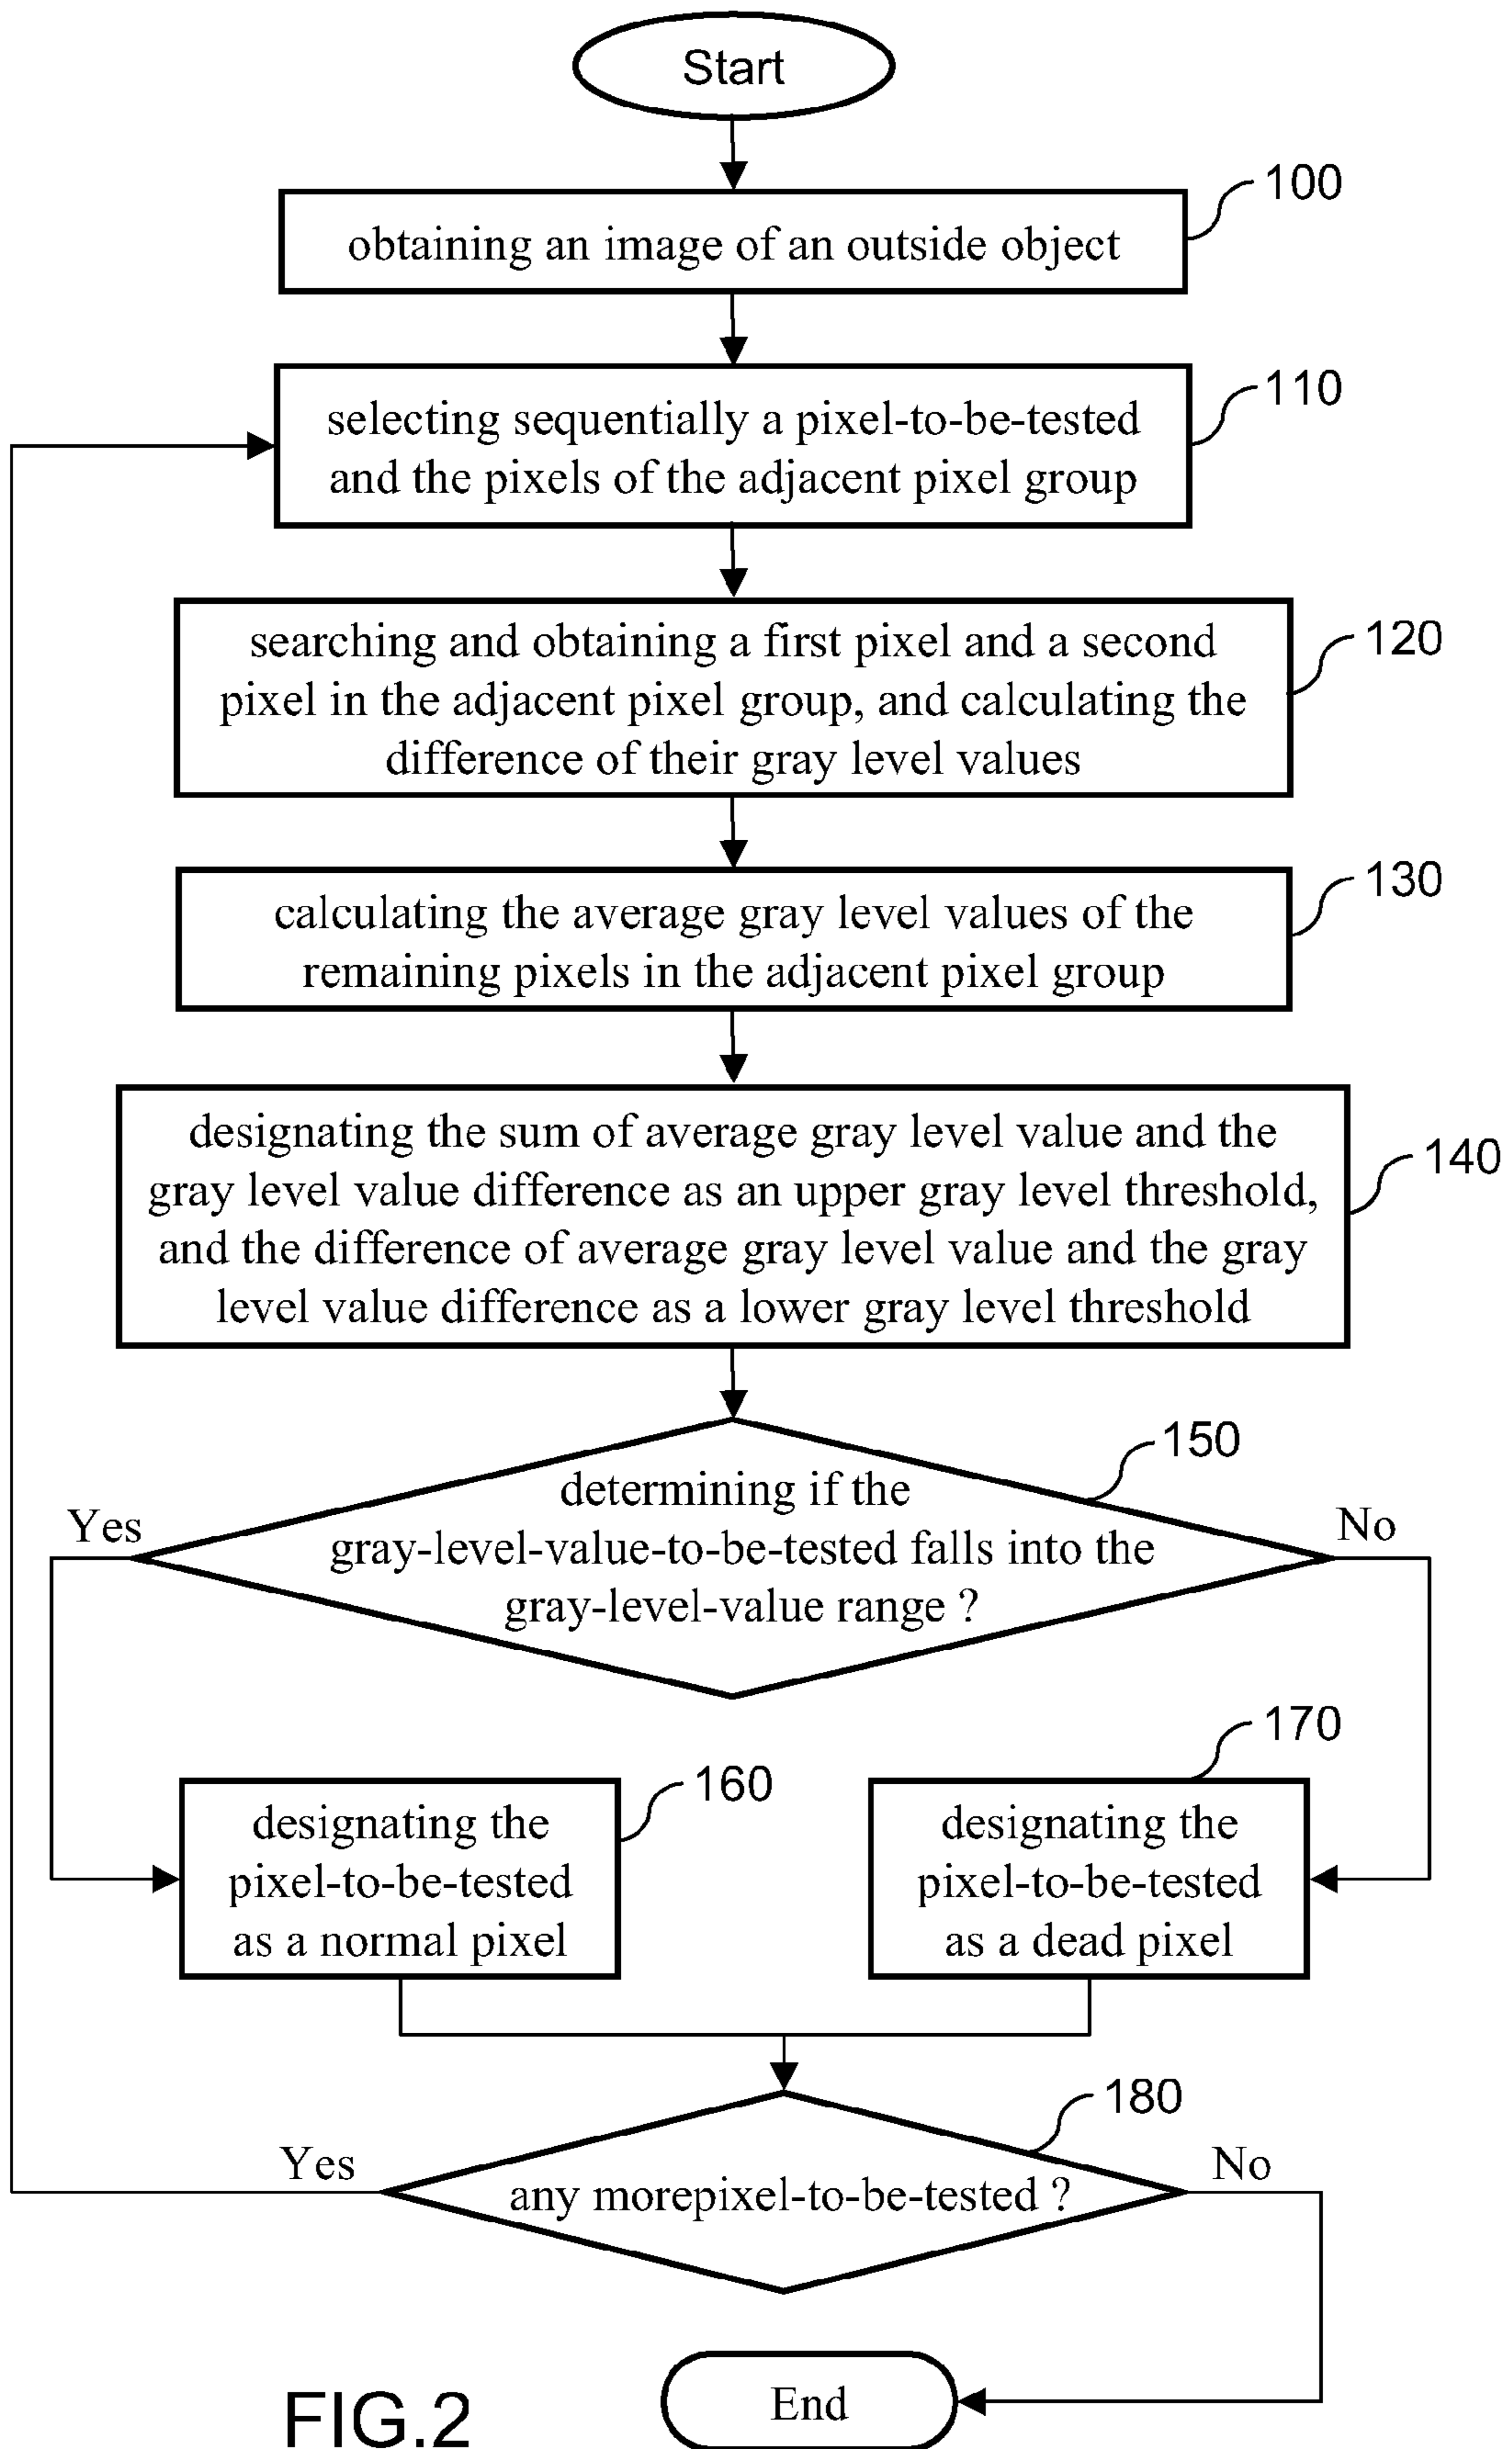 Start
100
obtaining an image of an outside object
110
selecting sequentially a pixel-to-be-tested
and the pixels of the adjacent pixel group
120
searching and obtaining a first pixel and a second
pixel in the adjacent pixel group, and calculating the
difference of their gray level values
130
calculating the average gray level values of the
remaining pixels in the adjacent pixel group
140
designating the sum of average gray level value and the
gray level value difference as an upper gray level threshold,
and the difference of average gray level value and the gray
level value difference as a lower gray level threshold
150
determining if the
gray-level-value-to-be-tested falls into the
gray-level-value range ?
Yes
No
160
designating the
pixel-to-be-tested
as a normal pixel
170
designating the
pixel-to-be-tested
as a dead pixel
180
any morepixel-to-be-tested ?
Yes
No
End
FIG.2